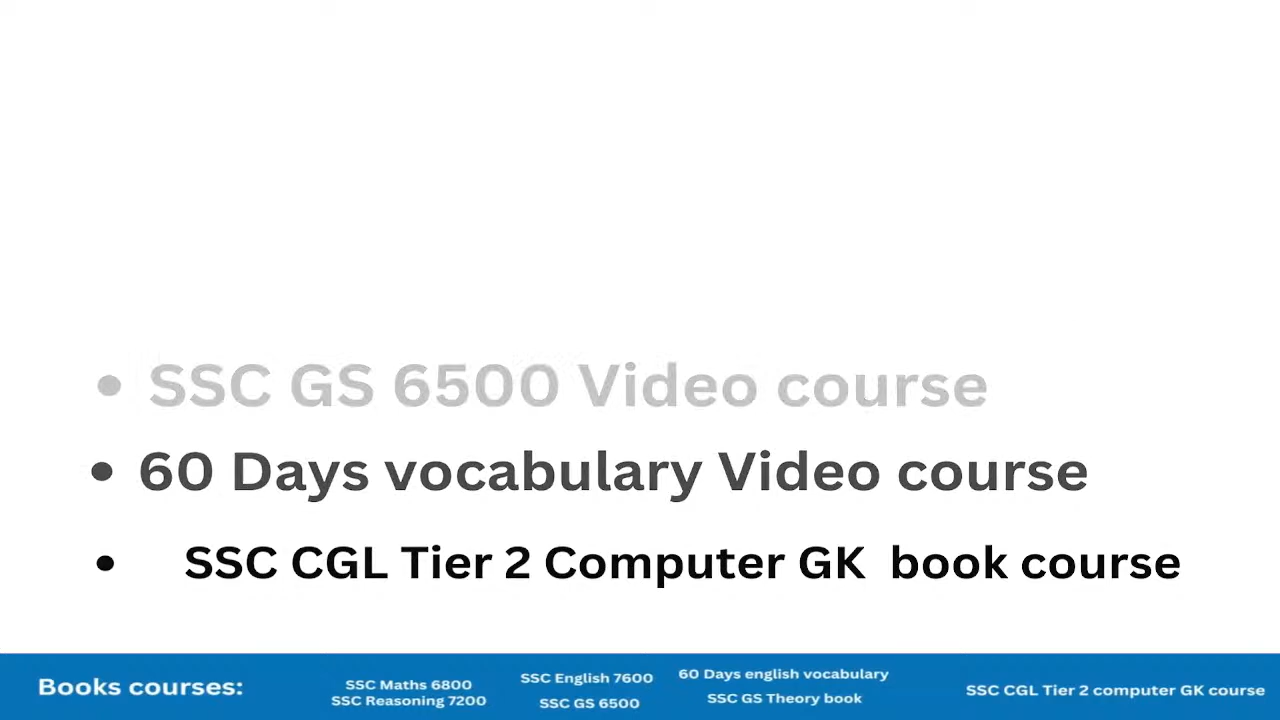 • SSC GS 6500 Video course
• 60 Days vocabulary Video course
• SSC CGL Tier 2 Computer GK book course
Books courses:
SSC Maths 6800
SSC Reasoning 7200
SSC English 7600
SSC GS 6500
60 Days english vocabulary
SSC GS Theory book
SSC CGL Tier 2 computer GK course